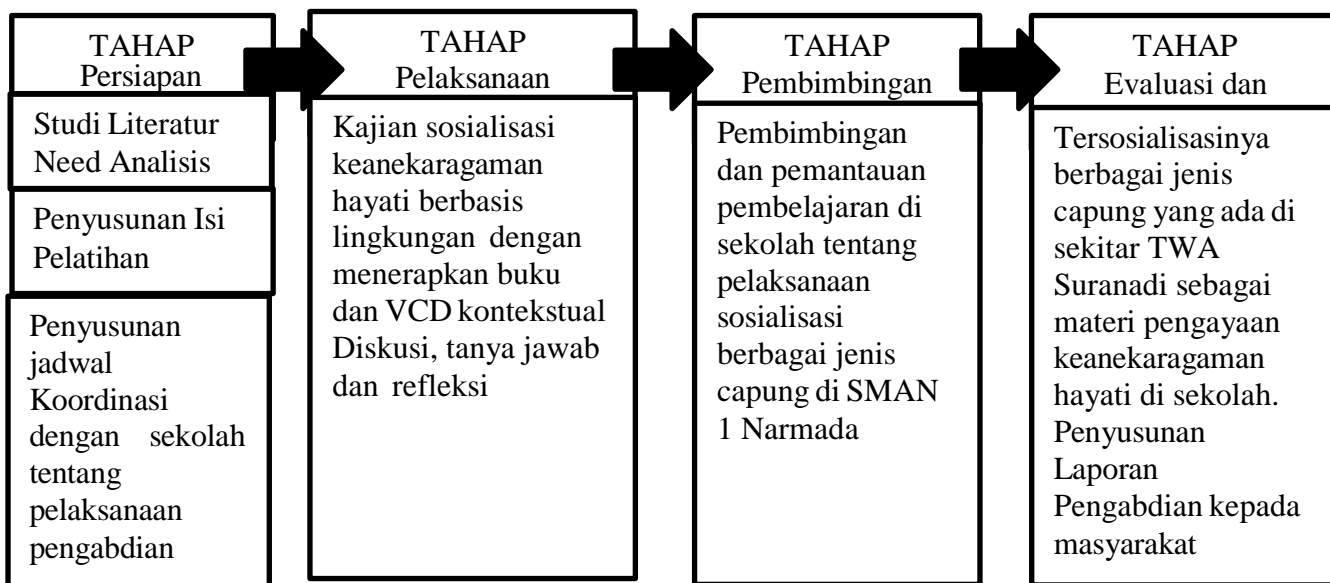 TAHAP
Persiapan
Studi Literatur
Need Analisis
Penyusunan Isi
Pelatihan
Penyusunan
jadwal
Koordinasi
dengan sekolah
tentang
pelaksanaan
pengabdian
TAHAP
Pelaksanaan
Kajian sosialisasi
keanekaragaman
hayati berbasis
lingkungan dengan
menerapkan buku
dan VCD kontekstual
Diskusi, tanya jawab
dan refleksi
TAHAP
Pembimbingan
Pembimbingan
dan pemantauan
pembelajaran di
sekolah tentang
pelaksanaan
sosialisasi
berbagai jenis
capung di SMAN
1 Narmada
TAHAP
Evaluasi dan
Tersosialisasinya
berbagai jenis
capung yang ada di
sekitar TWA
Suranadi sebagai
materi pengayaan
keanekaragaman
hayati di sekolah.
Penyusunan
Laporan
Pengabdian kepada
masyarakat